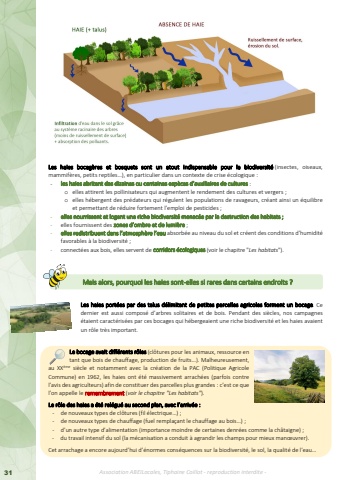 ABSENCE DE HAIE
HAIE (+ talus)
Ruissellement de surface,
érosion du sol.
Infiltration d'eau dans le sol grâce
au système racinaire des arbres
(moins de ruissellement de surface)
+ absorption des polluants.
Les haies bocagères et bosquets sont un atout indispensable pour la biodiversité (insectes, oiseaux,
mammifères, petits reptiles...), en particulier dans un contexte de crise écologique :
- les haies abritent des dizaines ou centaines espèces d'auxiliaires de cultures :
o elles attirent les pollinisateurs qui augmentent le rendement des cultures et vergers ;
o elles hébergent des prédateurs qui régulent les populations de ravageurs, créant ainsi un équilibre
et permettant de réduire fortement l'emploi de pesticides ;
- elles nourrissent et logent une riche biodiversité menacée par la destruction des habitats ;
- elles fournissent des zones d'ombre et de lumière ;
- elles redistribuent dans l'atmosphère l'eau absorbée au niveau du sol et créent des conditions d'humidité
favorables à la biodiversité ;
- connectées aux bois, elles servent de corridors écologiques (voir le chapitre "Les habitats").
Mais alors, pourquoi les haies sont-elles si rares dans certains endroits ?
Les haies portées par des talus délimitant de petites parcelles agricoles forment un bocage. Ce
dernier est aussi composé d'arbres solitaires et de bois. Pendant des siècles, nos campagnes
étaient caractérisées par ces bocages qui hébergeaient une riche biodiversité et les haies avaient
un rôle très important.
Le bocage avait différents rôles (clôtures pour les animaux, ressource en
tant que bois de chauffage, production de fruits...). Malheureusement,
au XXème siècle et notamment avec la création de la PAC (Politique Agricole
Commune) en 1962, les haies ont été massivement arrachées (parfois contre
l'avis des agriculteurs) afin de constituer des parcelles plus grandes : c'est ce que
l'on appelle le remembrement (voir le chapitre "Les habitats").
Le rôle des haies a été relégué au second plan, avec l'arrivée :
- de nouveaux types de clôtures (fil électrique...) ;
- de nouveaux types de chauffage (fuel remplaçant le chauffage au bois...) ;
- d'un autre type d'alimentation (importance moindre de certaines denrées comme la châtaigne) ;
- du travail intensif du sol (la mécanisation a conduit à agrandir les champs pour mieux manœuvrer).
Cet arrachage a encore aujourd'hui d'énormes conséquences sur la biodiversité, le sol, la qualité de l'eau...
31